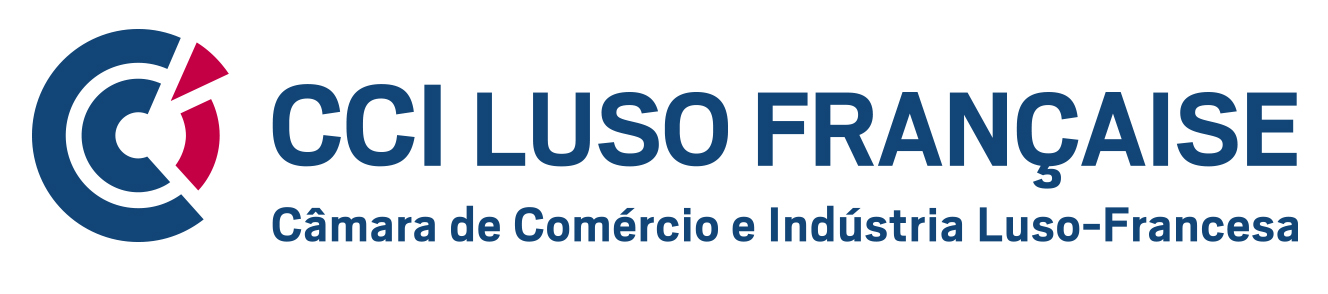 CCI LUSO FRANÇAISE
Câmara de Comércio e Indústria Luso-Francesa